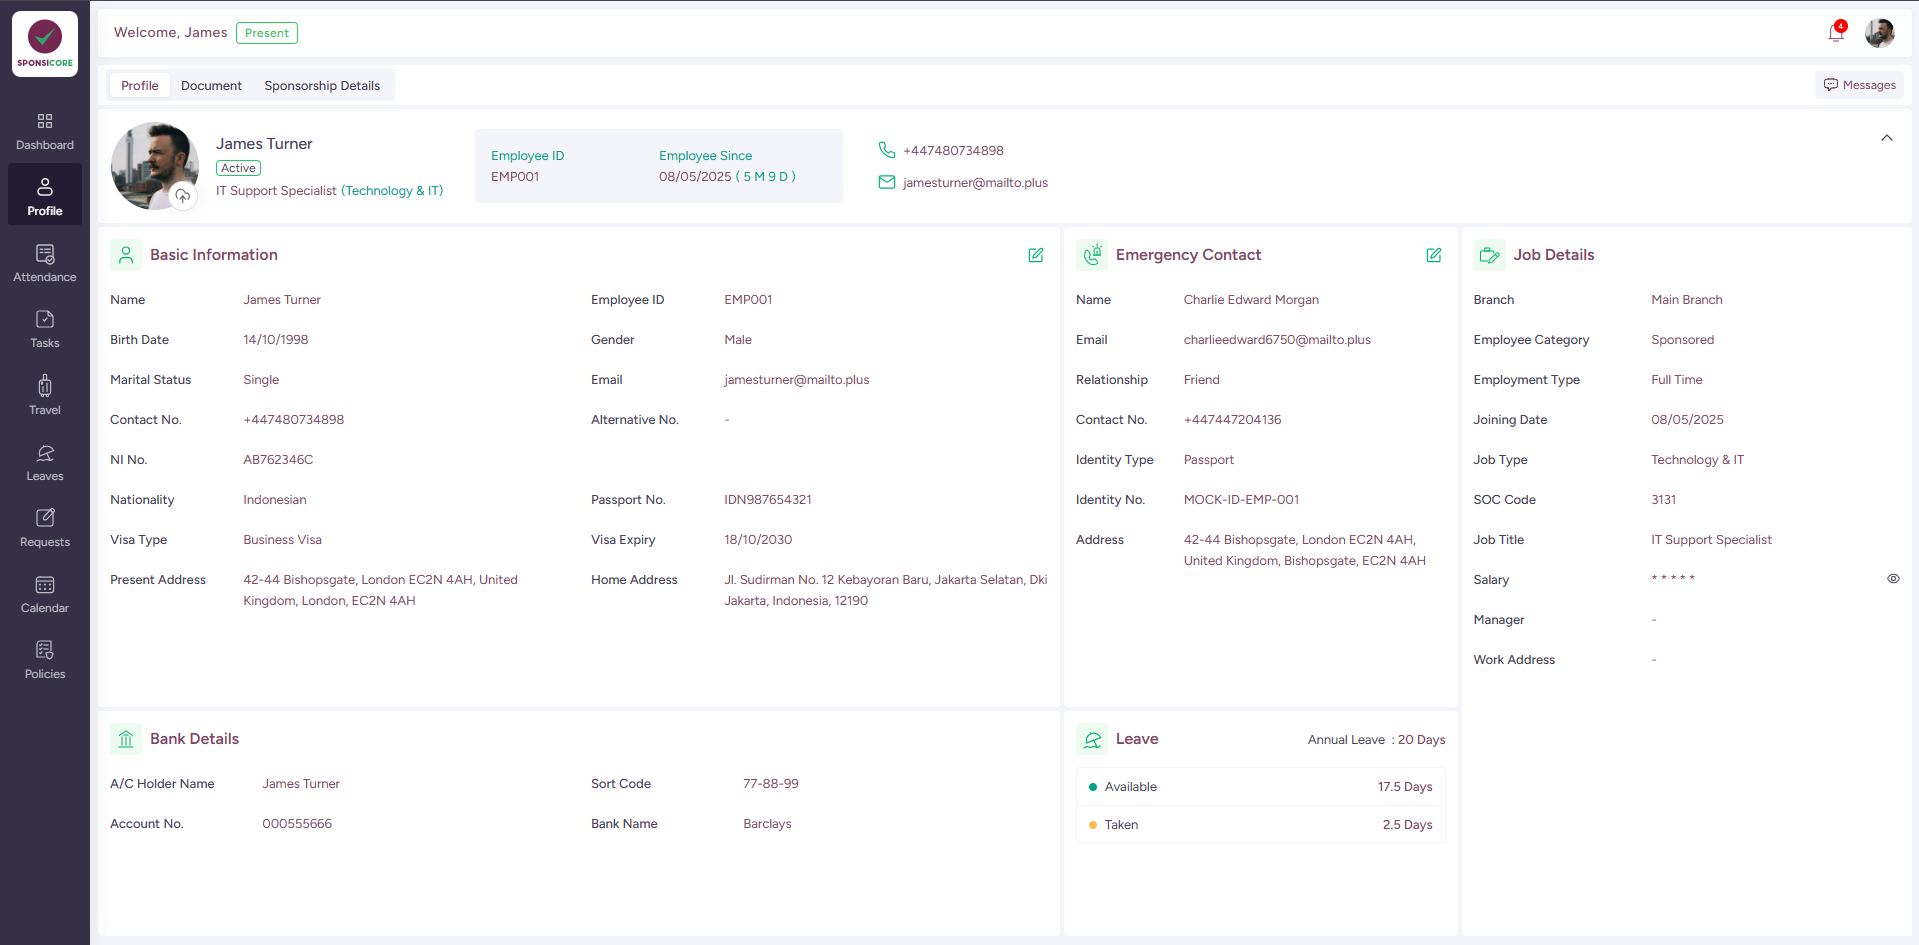 SPONSICORE
Welcome, James
Present
4
Profile
Document
Sponsorship Details
Messages
Dashboard
Profile
Attendance
Tasks
Travel
Leaves
Requests
Calendar
Policies
James Turner
Active
IT Support Specialist (Technology & IT)
Employee ID
EMP001
Employee Since
08/05/2025 ( 5 M 9 D )
+447480734898
jamesturner@mailto.plus
Basic Information
Name James Turner
Employee ID EMP001
Birth Date 14/10/1998
Gender Male
Marital Status Single
Email jamesturner@mailto.plus
Contact No. +447480734898
Alternative No. -
NI No. AB762346C
Nationality Indonesian
Passport No. IDN987654321
Visa Type Business Visa
Visa Expiry 18/10/2030
Present Address 42-44 Bishopsgate, London EC2N 4AH, United
Kingdom, London, EC2N 4AH
Home Address Jl. Sudirman No. 12 Kebayoran Baru, Jakarta Selatan, Dki
Jakarta, Indonesia, 12190
Emergency Contact
Name Charlie Edward Morgan
Email charlieedward6750@mailto.plus
Relationship Friend
Contact No. +447447204136
Identity Type Passport
Identity No. MOCK-ID-EMP-001
Address 42-44 Bishopsgate, London EC2N 4AH,
United Kingdom, Bishopsgate, EC2N 4AH
Job Details
Branch Main Branch
Employee Category Sponsored
Employment Type Full Time
Joining Date 08/05/2025
Job Type Technology & IT
SOC Code 3131
Job Title IT Support Specialist
Salary * * * * *
Manager -
Work Address -
Bank Details
A/C Holder Name James Turner
Sort Code 77-88-99
Account No. 000555666
Bank Name Barclays
Leave
Annual Leave : 20 Days
Available 17.5 Days
Taken 2.5 Days